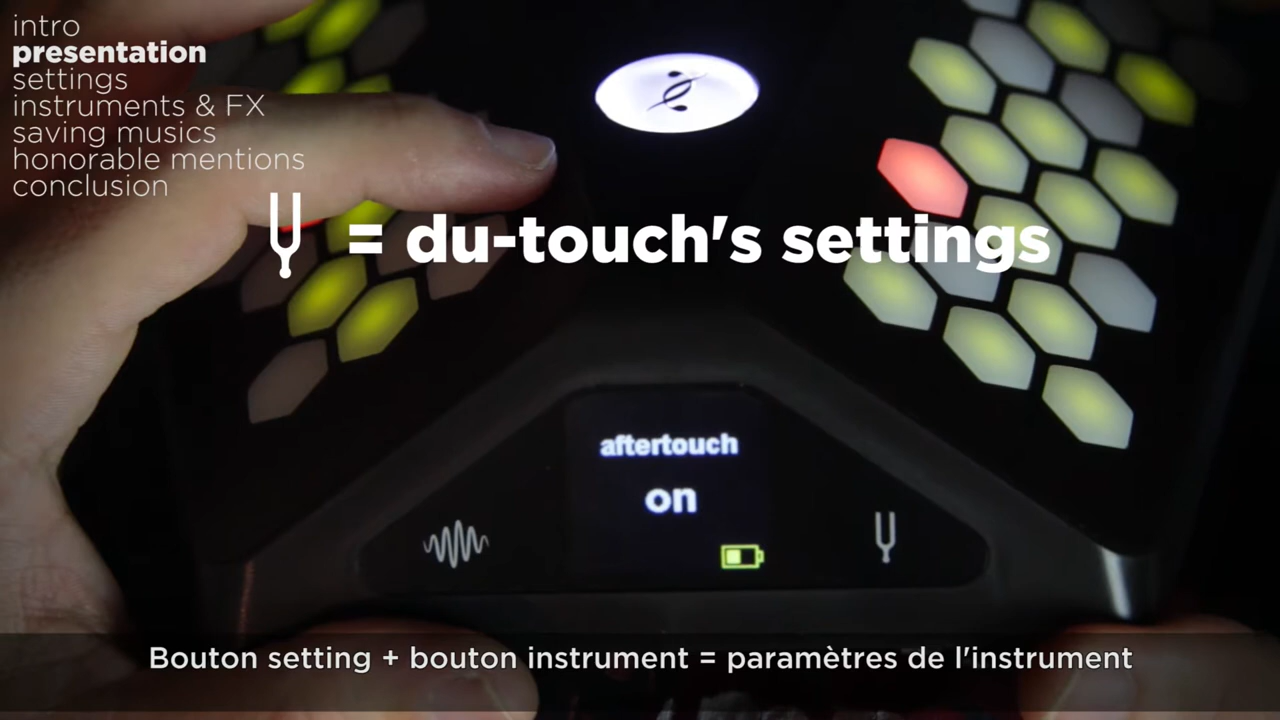 intro
presentation
settings
instruments & FX
saving musics
honorable mentions
conclusion
= du-touch's settings
aftertouch
on
Bouton setting + bouton instrument = paramètres de l'instrument